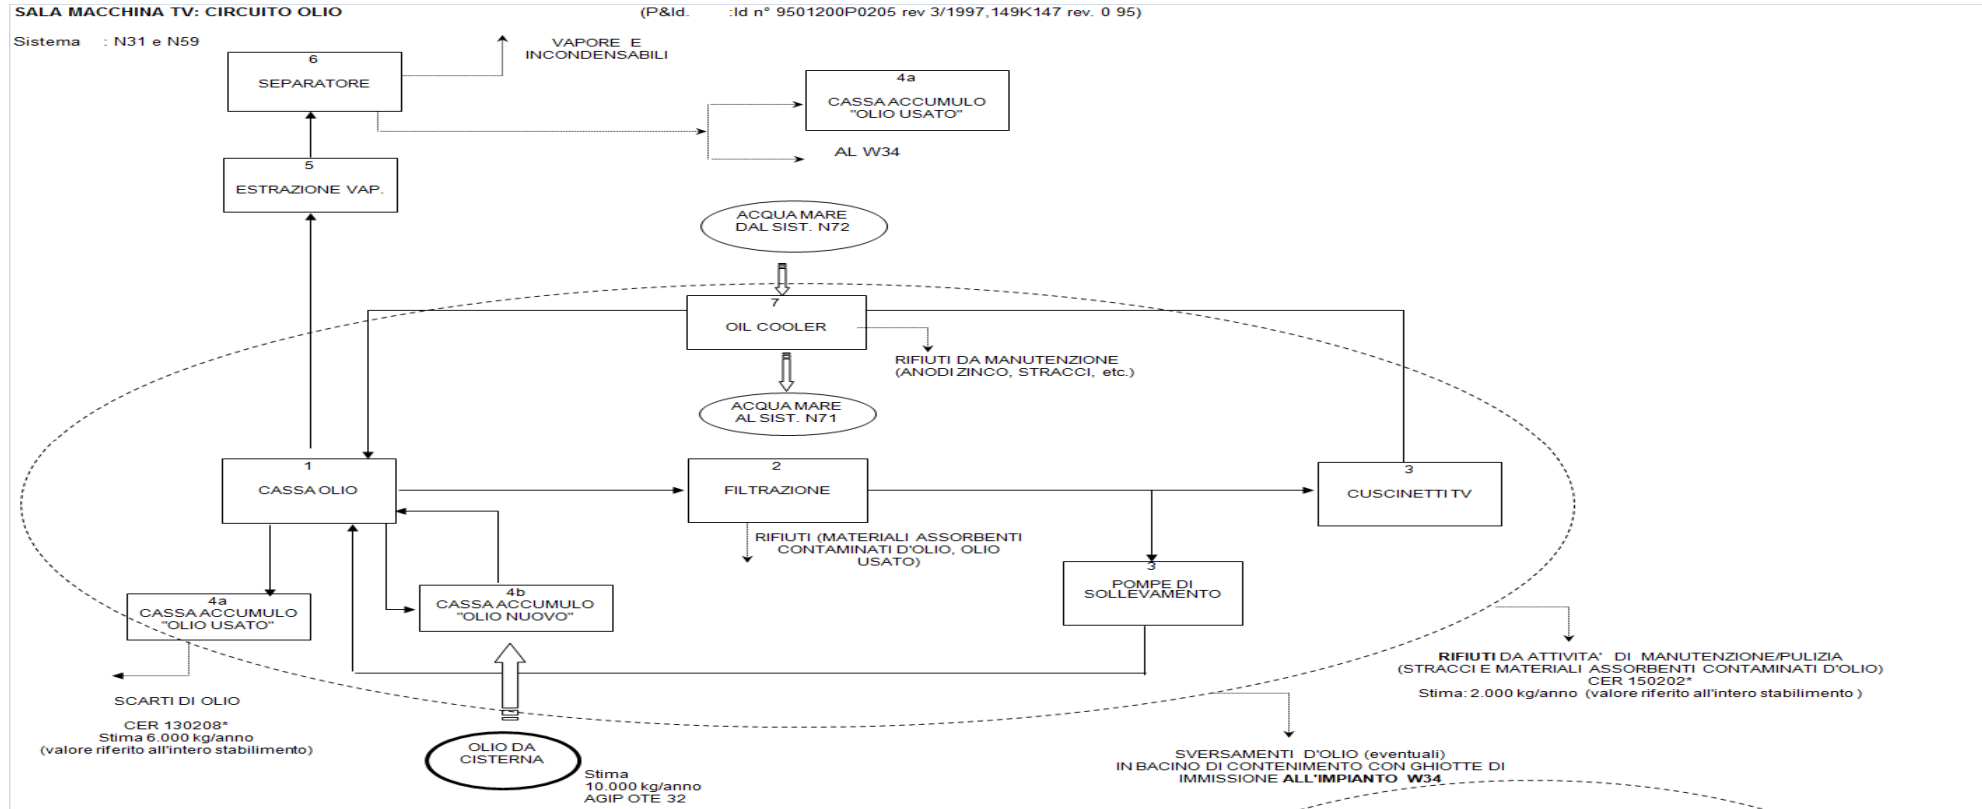 SALA MACCHINA TV: CIRCUITO OLIO
(P&Id. :Id n° 9501200P0205 rev 3/1997,149K147 rev. 0 95)
Sistema : N31 e N59
6
SEPARATORE
VAPORE E
INCONDENSABILI
4a
CASSA ACCUMULO
"OLIO USATO"
AL W34
5
ESTRAZIONE VAP.
ACQUA MARE
DAL SIST. N72
7
OIL COOLER
RIFIUTI DA MANUTENZIONE
(ANODI ZINCO, STRACCI, etc.)
ACQUA MARE
AL SIST. N71
1
CASSA OLIO
2
FILTRAZIONE
3
CUSCINETTI TV
RIFIUTI (MATERIALI ASSORBENTI
CONTAMINATI D'OLIO, OLIO
USATO)
3
POMPE DI
SOLLEVAMENTO
4a
CASSA ACCUMULO
"OLIO USATO"
4b
CASSA ACCUMULO
"OLIO NUOVO"
RIFIUTI DA ATTIVITA' DI MANUTENZIONE/PULIZIA
(STRACCI E MATERIALI ASSORBENTI CONTAMINATI D'OLIO)
CER 150202*
Stima: 2.000 kg/anno (valore riferito all'intero stabilimento )
SCARTI DI OLIO
CER 130208*
Stima 6.000 kg/anno
(valore riferito all'intero stabilimento)
OLIO DA
CISTERNA
Stima
10.000 kg/anno
AGIP OTE 32
SVERSAMENTI D'OLIO (eventuali)
IN BACINO DI CONTENIMENTO CON GHIOTTE DI
IMMISSIONE ALL'IMPIANTO W34